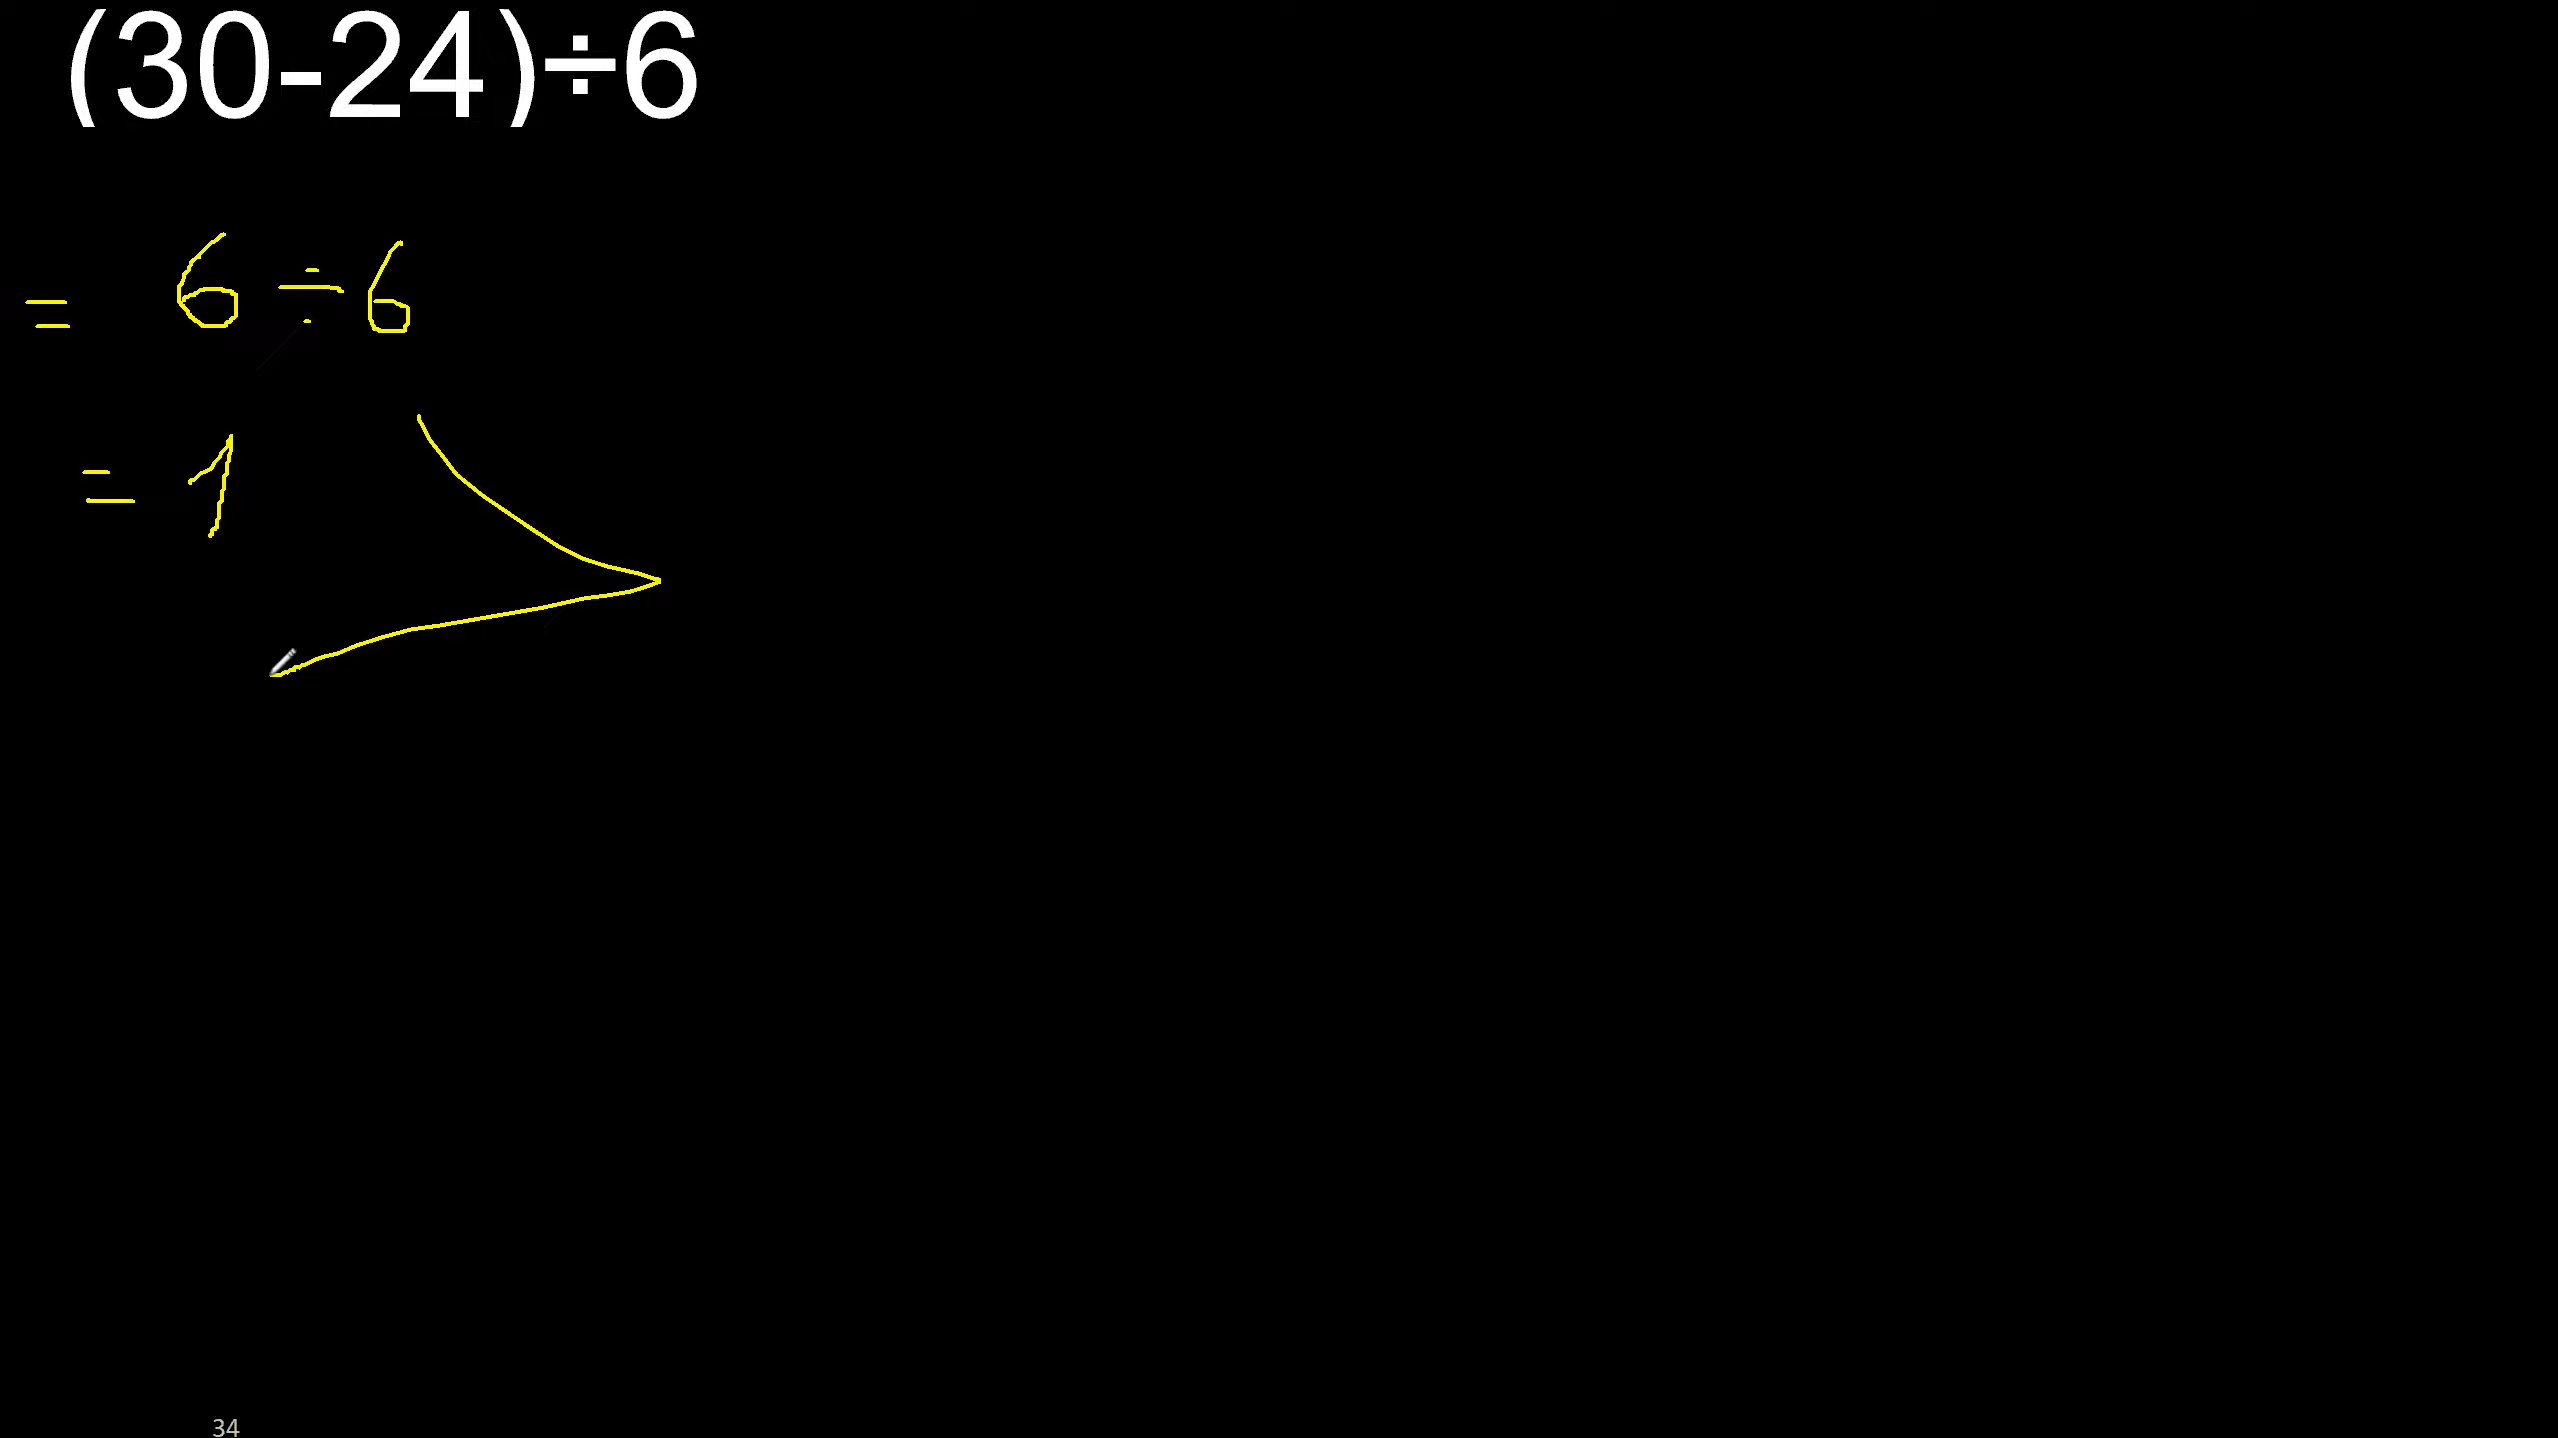 (30-24)÷6
= 6÷6
= 1
34